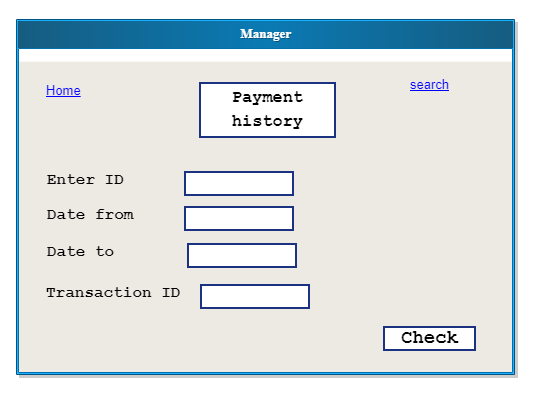 Manager
Home
search
Payment
history
Enter ID
Date from
Date to
Transaction ID
Check